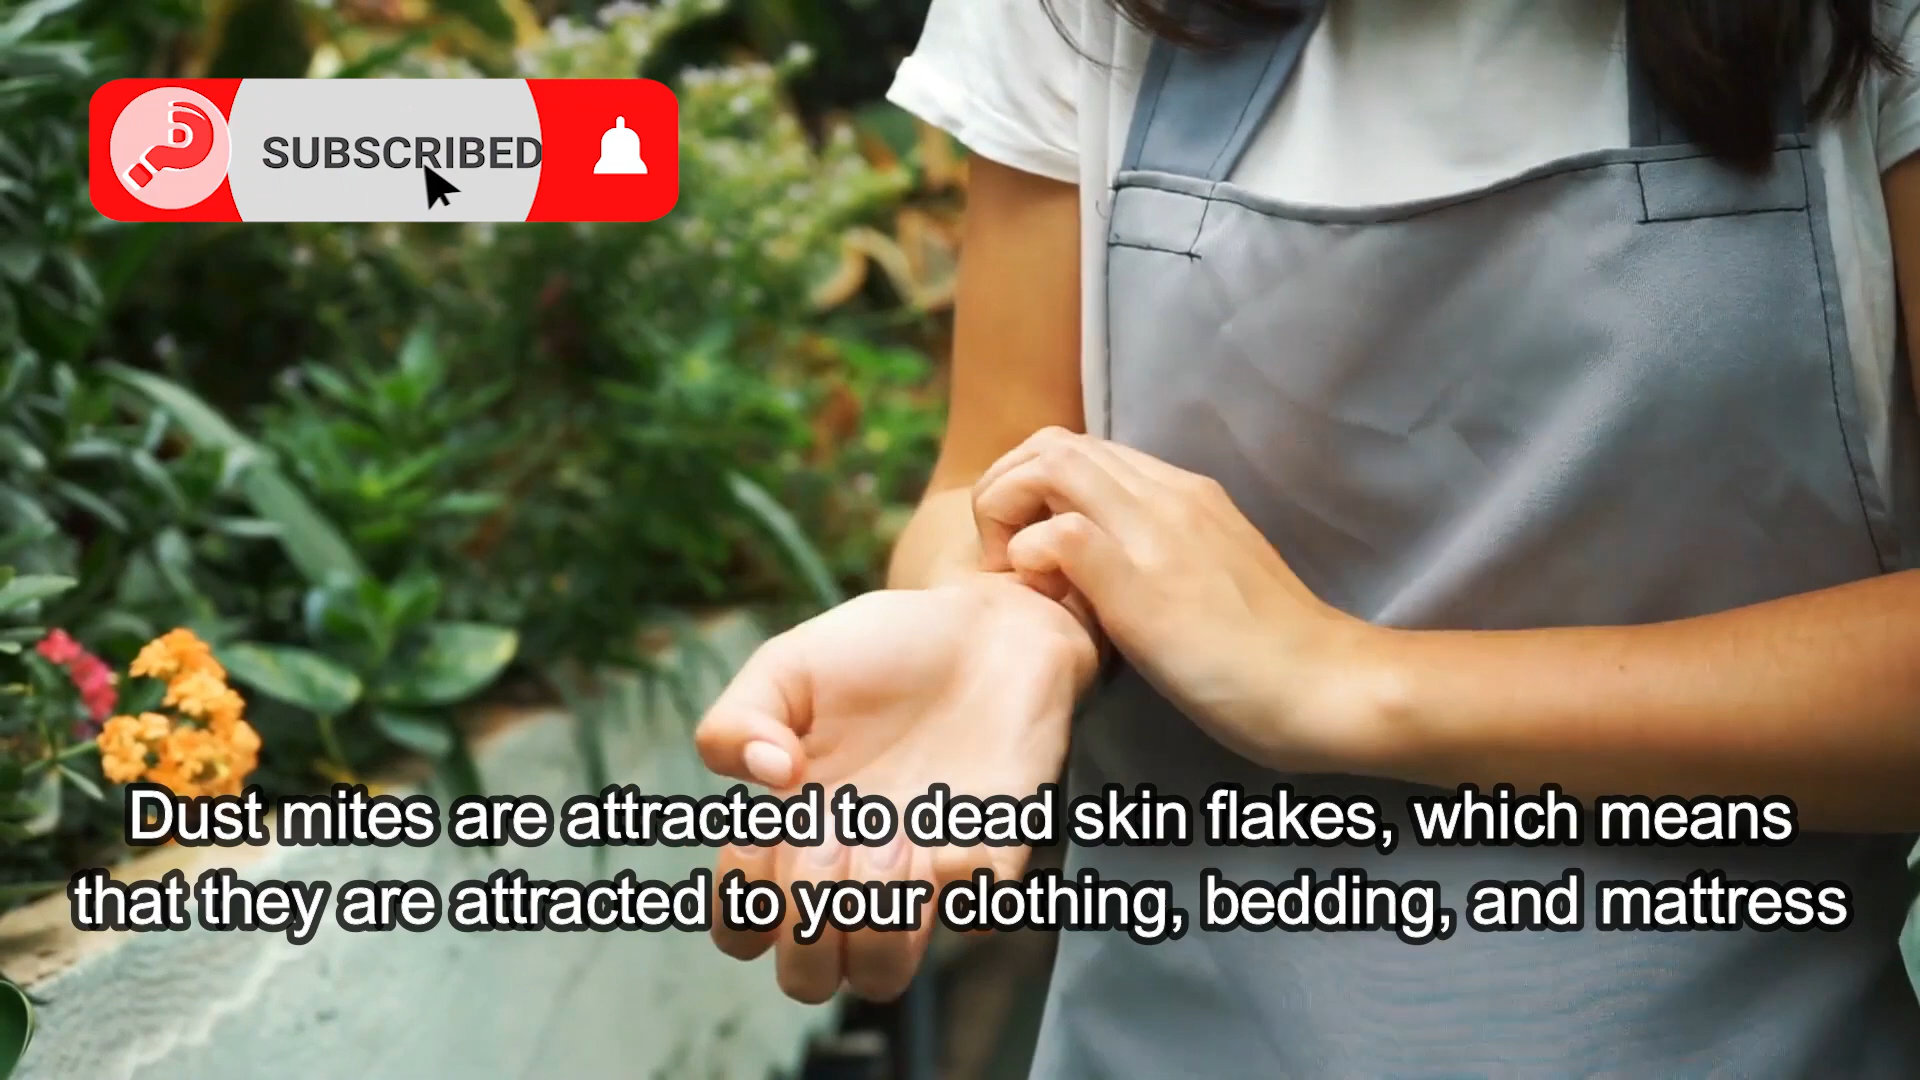 SUBSCRIBED
Dust mites are attracted to dead skin flakes, which means
that they are attracted to your clothing, bedding, and mattress